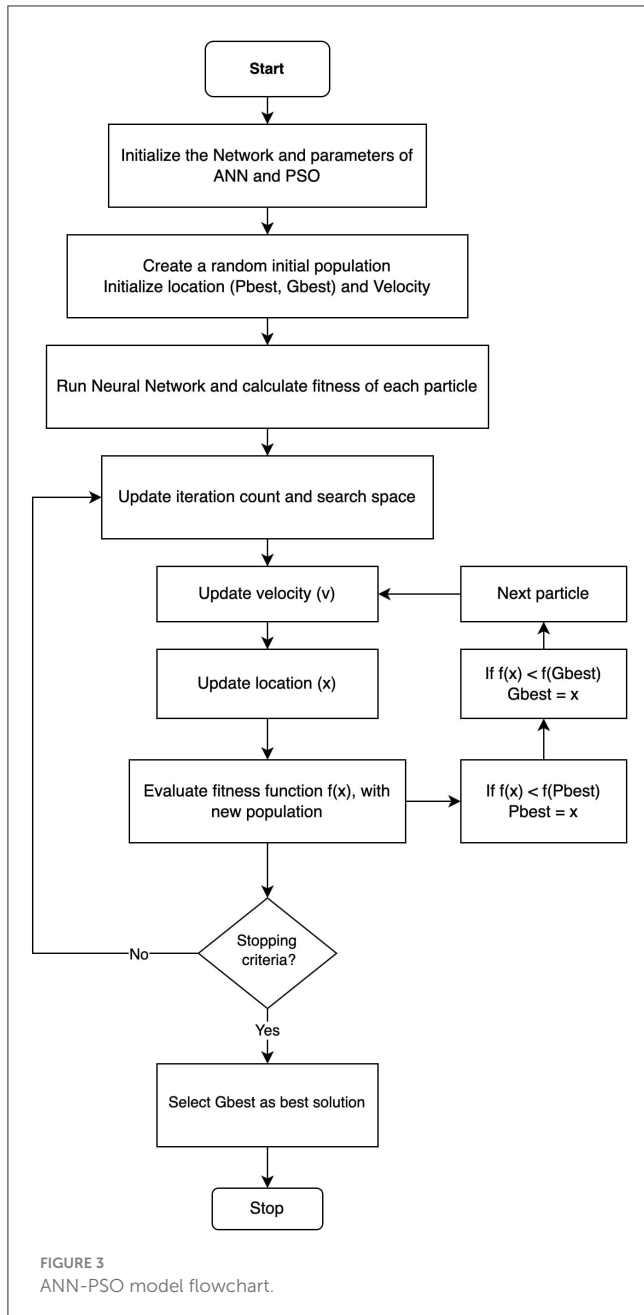 Start
Initialize the Network and parameters of
ANN and PSO
Create a random initial population
Initialize location (Pbest, Gbest) and Velocity
Run Neural Network and calculate fitness of each particle
Update iteration count and search space
Update velocity (v)
Next particle
Update location (x)
If f(x) < f(Gbest)
Gbest = x
Evaluate fitness function f(x), with
new population
If f(x) < f(Pbest)
Pbest = x
Stopping
criteria?
No
Yes
Select Gbest as best solution
Stop
FIGURE 3
ANN-PSO model flowchart.